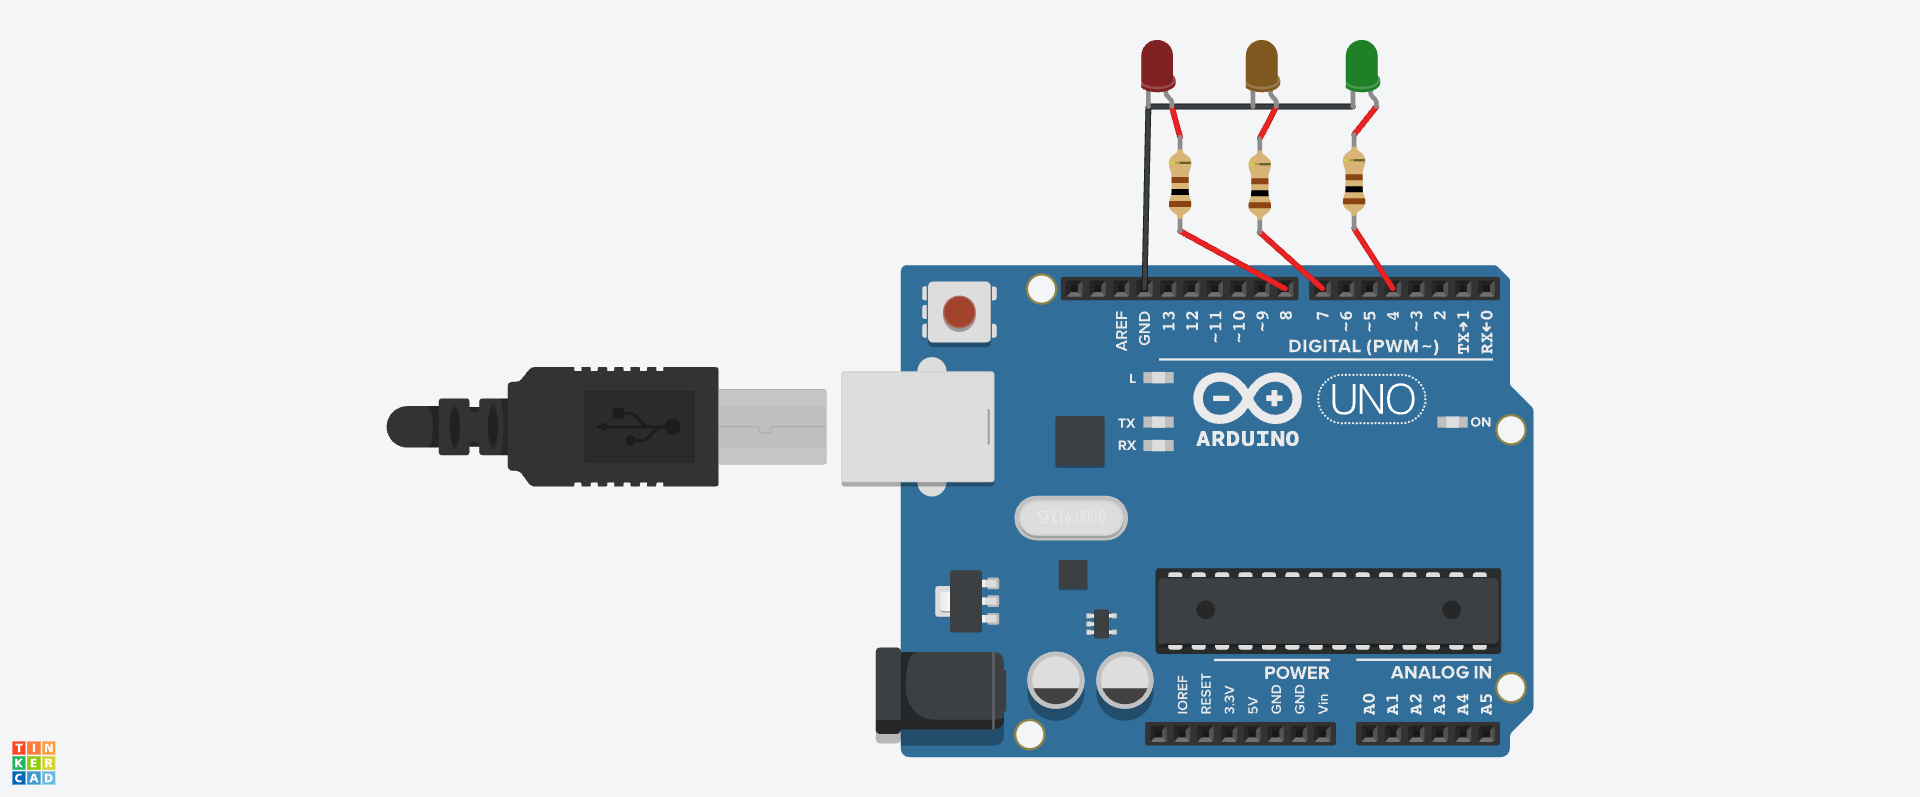 AREF
GND
13
12
~11
~10
~9
8
7
~6
~5
4
~3
2
TX→1
RX←0
DIGITAL (PWM~)
L
TX
RX
UNO
ON
ARDUINO
SPK16.000G
POWER
ANALOG IN
IOREF
RESET
3.3V
5V
GND
GND
Vin
A0
A1
A2
A3
A4
A5
TIN
KER
CAD